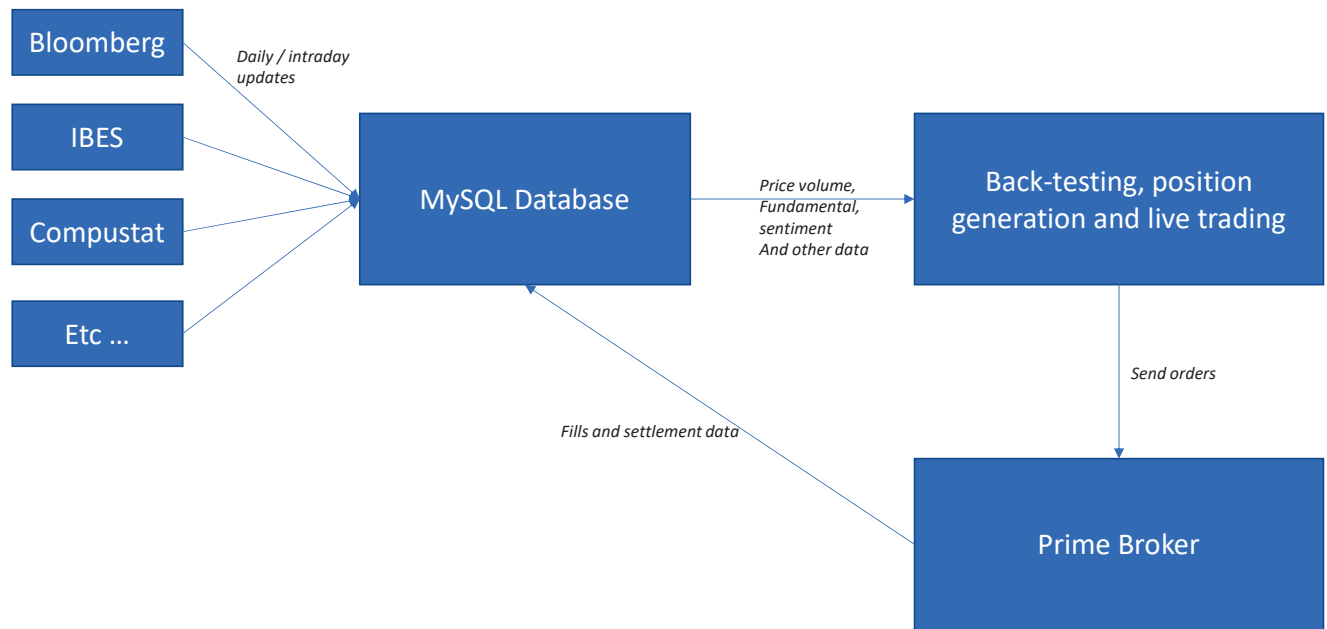 Bloomberg
Daily / intraday
updates
IBES
MySQL Database
Compustat
Etc ...
Price volume,
Fundamental,
sentiment
And other data
Back-testing, position
generation and live trading
Send orders
Fills and settlement data
Prime Broker